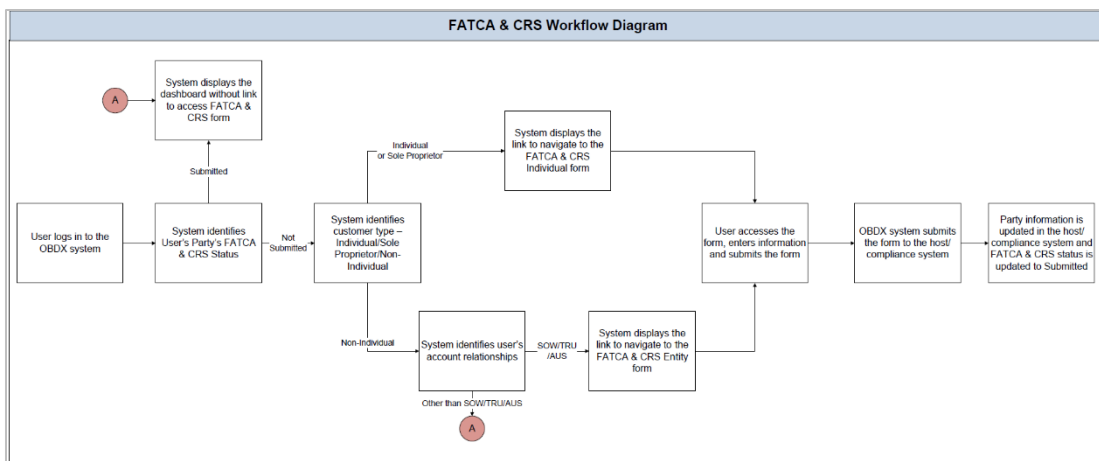 FATCA & CRS Workflow Diagram
A
System displays the
dashboard without link
to access FATCA &
CRS form
Submitted
User logs in to the
OBDX system
System identifies
User's Party's FATCA
& CRS Status
Not
Submitted
System identifies
customer type –
Individual/Sole
Proprietor/Non-
Individual
Individual
or Sole Proprietor
System displays the
link to navigate to the
FATCA & CRS
Individual form
Non-Individual
System identifies user's
account relationships
SOW/TRU
/AUS
System displays the
link to navigate to the
FATCA & CRS Entity
form
Other than SOW/TRU/AUS
A
User accesses the
form, enters information
and submits the form
OBDX system submits
the form to the host/
compliance system
Party information is
updated in the host/
compliance system and
FATCA & CRS status is
updated to Submitted